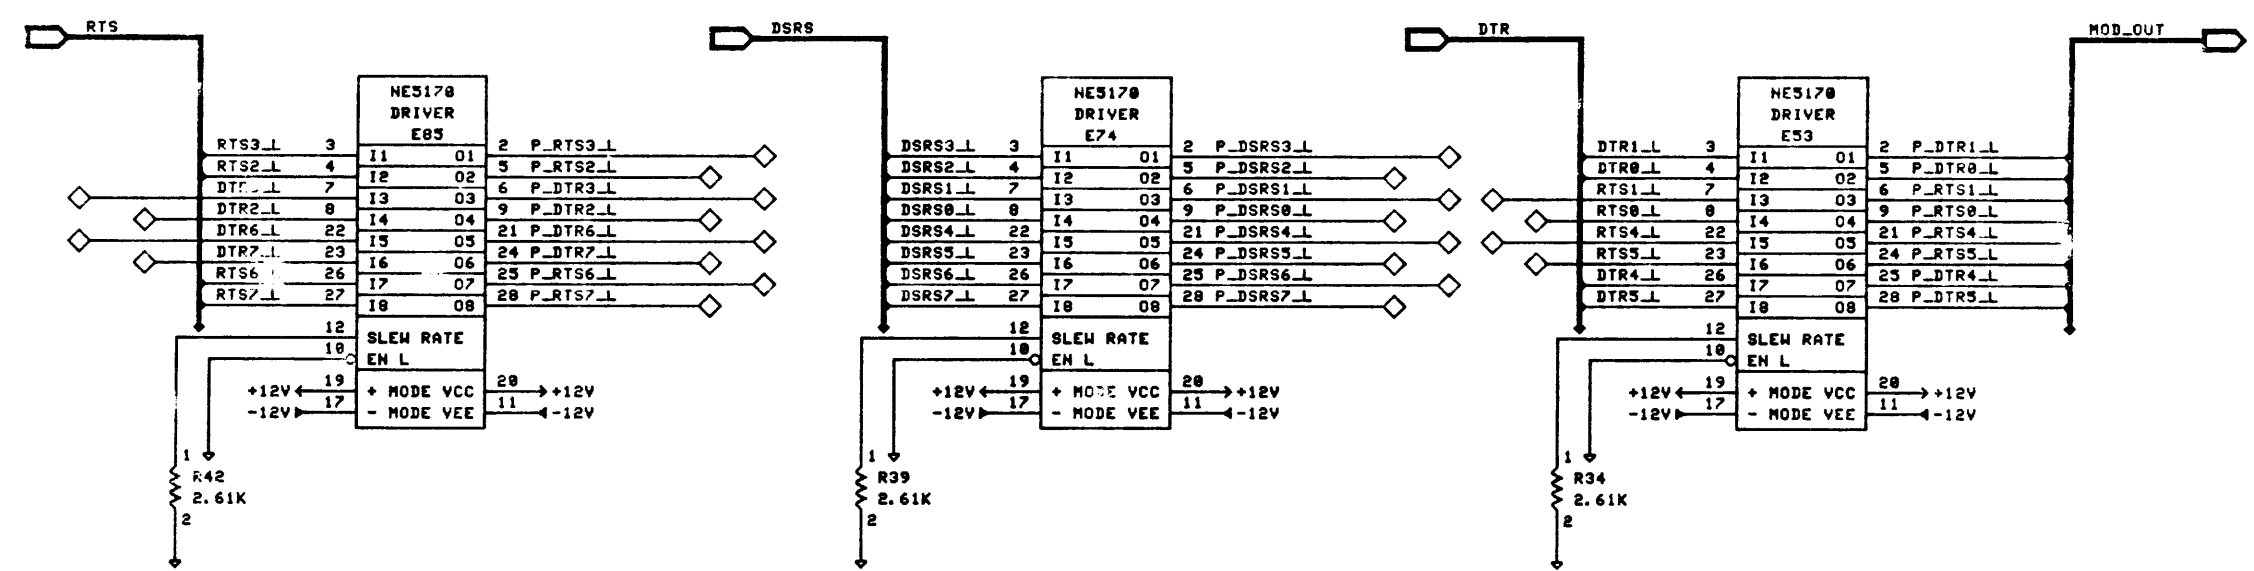 RTS
NE5170
DRIVER
E85
RTS3_L 3 I1 O1 2 P_RTS3_L
RTS2_L 4 I2 O2 5 P_RTS2_L
7 I3 O3 6 P_DTR3_L
DTR2_L 8 I4 O4 9 P_DTR2_L
DTR6_L 22 I5 O5 21 P_DTR6_L
DTR7_L 23 I6 O6 24 P_DTR7_L
RTS6_L 26 I7 O7 25 P_RTS6_L
RTS7_L 27 I8 O8 28 P_RTS7_L
12 SLEW RATE
10 EN L
+12V 19 + MODE VCC 20 +12V
-12V 17 - MODE VEE 11 -12V
1
R42
2.61K
2
DSRS
NE5170
DRIVER
E74
DSRS3_L 3 I1 O1 2 P_DSRS3_L
DSRS2_L 4 I2 O2 5 P_DSRS2_L
DSRS1_L 7 I3 O3 6 P_DSRS1_L
DSRS0_L 8 I4 O4 9 P_DSRS0_L
DSRS4_L 22 I5 O5 21 P_DSRS4_L
DSRS5_L 23 I6 O6 24 P_DSRS5_L
DSRS6_L 26 I7 O7 25 P_DSRS6_L
DSRS7_L 27 I8 O8 28 P_DSRS7_L
12 SLEW RATE
10 EN L
+12V 19 + MODE VCC 20 +12V
-12V 17 - MODE VEE 11 -12V
1
R39
2.61K
2
DTR
MOD_OUT
NE5170
DRIVER
E53
DTR1_L 3 I1 O1 2 P_DTR1_L
DTR0_L 4 I2 O2 5 P_DTR0_L
RTS1_L 7 I3 O3 6 P_RTS1_L
RTS0_L 8 I4 O4 9 P_RTS0_L
RTS4_L 22 I5 O5 21 P_RTS4_L
RTS5_L 23 I6 O6 24 P_RTS5_L
DTR4_L 26 I7 O7 25 P_DTR4_L
DTR5_L 27 I8 O8 28 P_DTR5_L
12 SLEW RATE
10 EN L
+12V 19 + MODE VCC 20 +12V
-12V 17 - MODE VEE 11 -12V
1
R34
2.61K
2